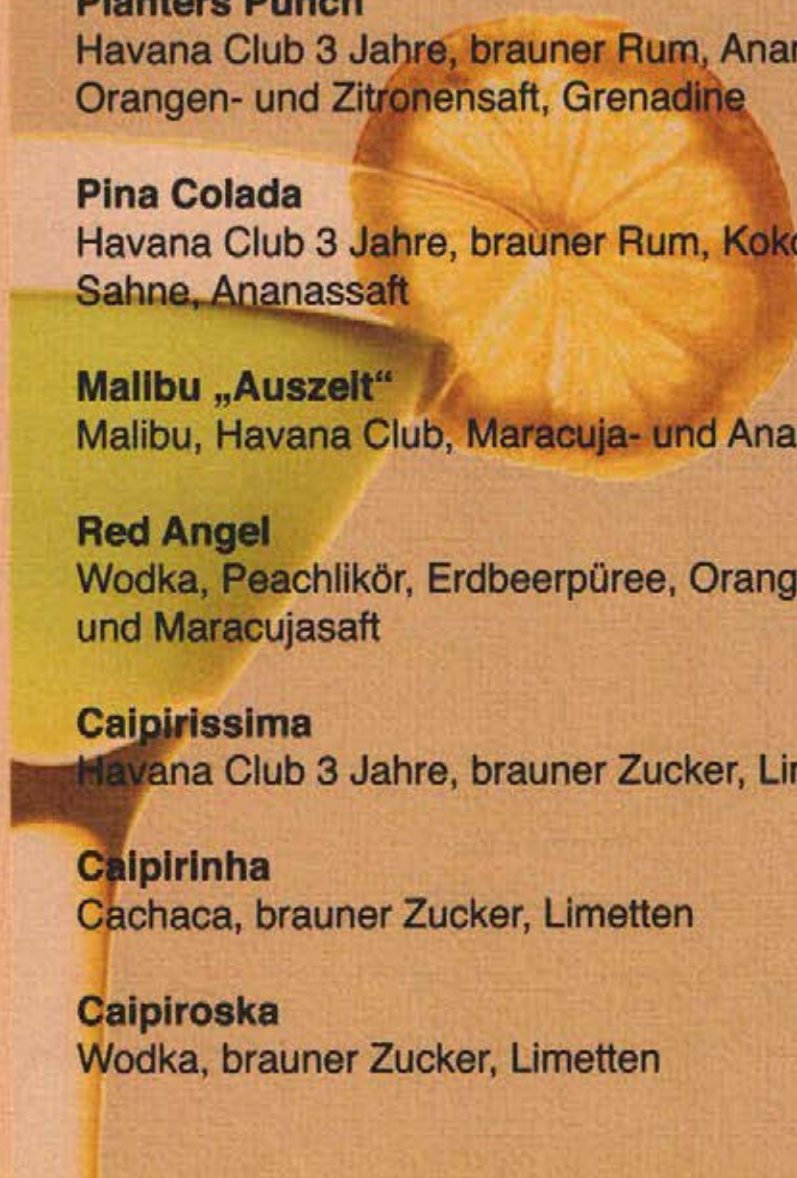 Planters Punch
Havana Club 3 Jahre, brauner Rum,
Orangen- und Zitronensaft, Grenadine
Pina Colada
Havana Club 3 Jahre, brauner Rum,
Sahne, Ananassaft
Malibu „Auszeit“
Malibu, Havana Club, Maracuja- und
Red Angel
Wodka, Peachlikör, Erdbeerpüree,
und Maracujasaft
Caipirissima
Havana Club 3 Jahre, brauner Zucker,
Caipirinha
Cachaca, brauner Zucker, Limetten
Caipiroska
Wodka, brauner Zucker, Limetten